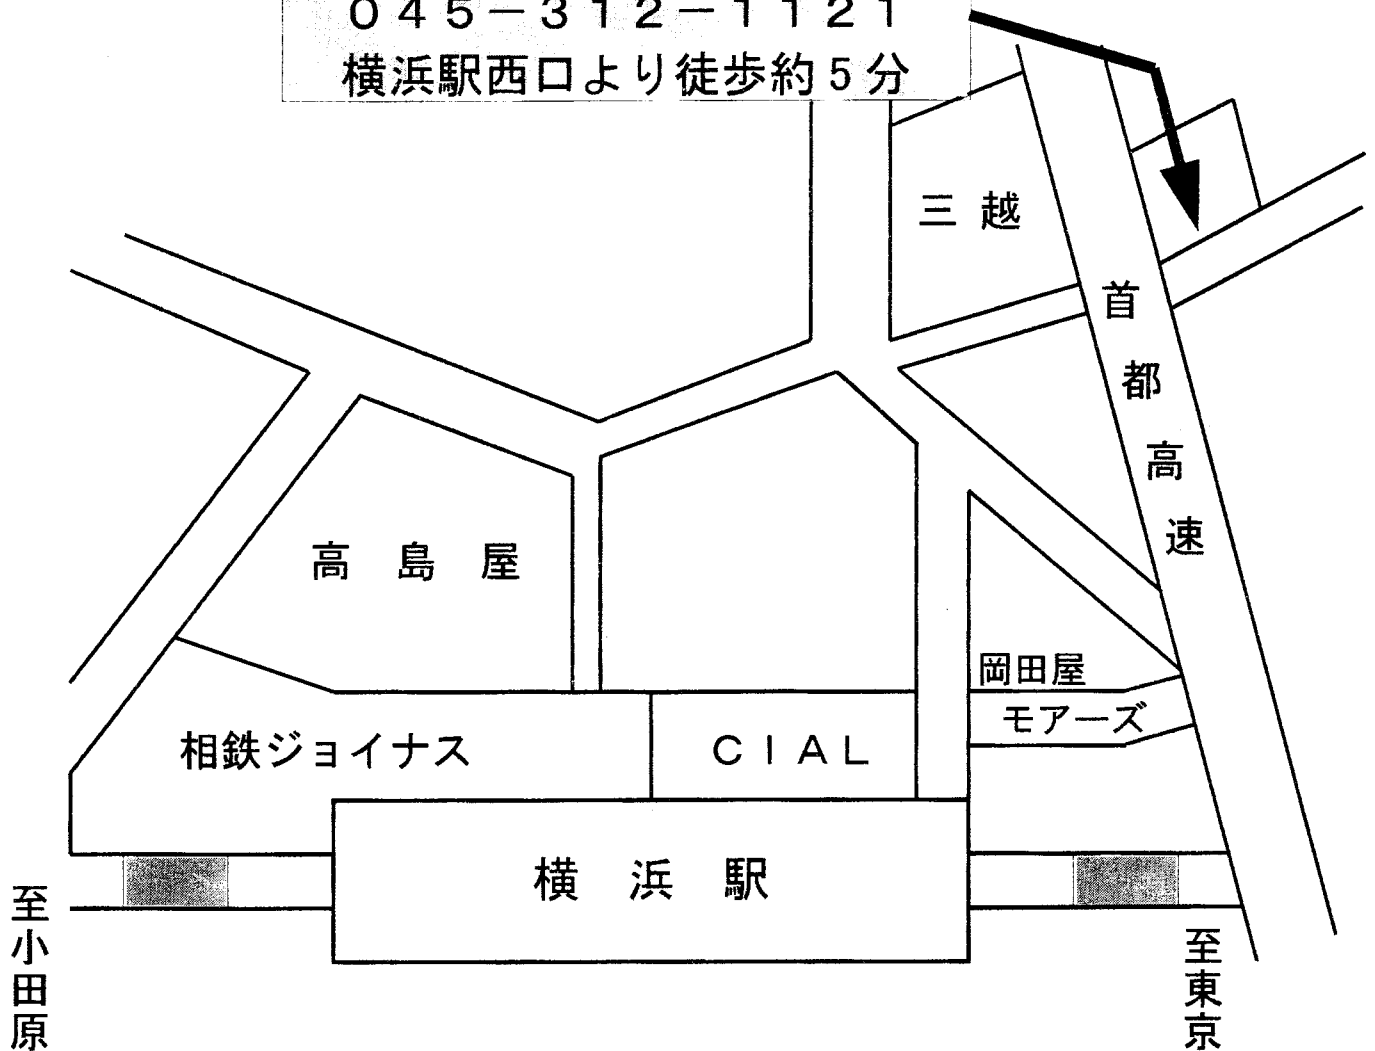 ０４５－３１２－１１２１
横浜駅西口より徒歩約５分
三越
首都高速
高島屋
岡田屋
モアーズ
相鉄ジョイナス
ＣＩＡＬ
横浜駅
至小田原
至東京